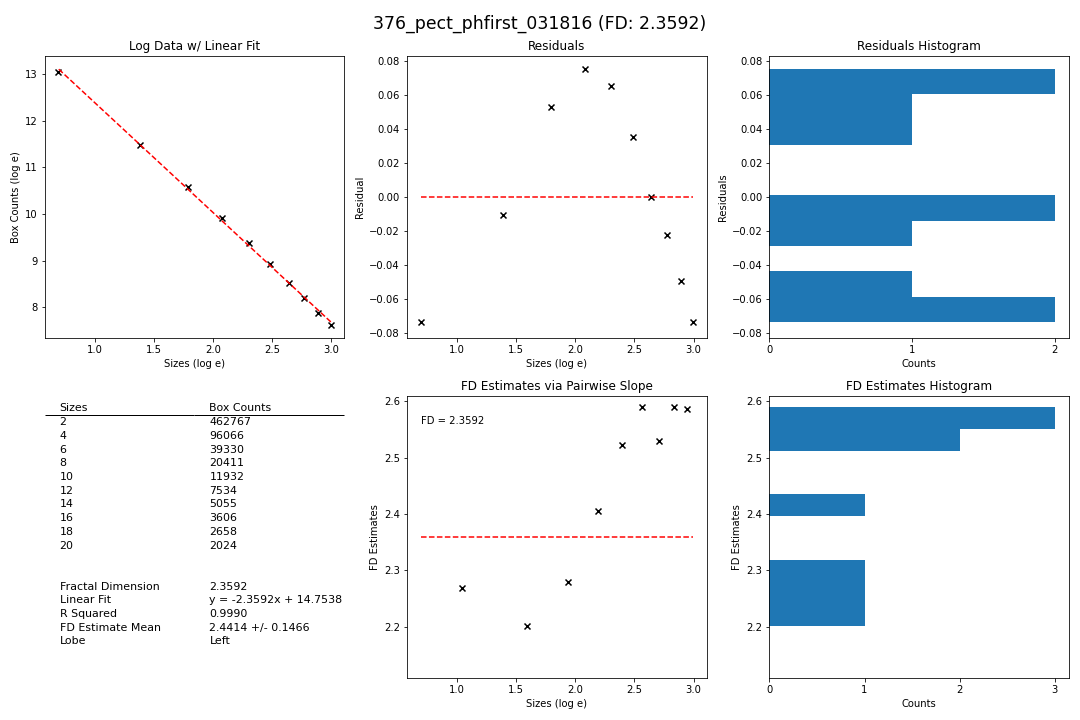 376_pect_phfirst_031816 (FD: 2.3592)
Log Data w/ Linear Fit
Box Counts (log e)
13
12
11
10
9
8
1.0 1.5 2.0 2.5 3.0
Sizes (log e)
Residuals
Residual
0.08
0.06
0.04
0.02
0.00
−0.02
−0.04
−0.06
−0.08
1.0 1.5 2.0 2.5 3.0
Sizes (log e)
Residuals Histogram
Residuals
0.08
0.06
0.04
0.02
0.00
−0.02
−0.04
−0.06
−0.08
0 1 2
Counts
Sizes Box Counts
2 462767
4 96066
6 39330
8 20411
10 11932
12 7534
14 5055
16 3606
18 2658
20 2024
Fractal Dimension 2.3592
Linear Fit y = -2.3592x + 14.7538
R Squared 0.9990
FD Estimate Mean 2.4414 +/- 0.1466
Lobe Left
FD Estimates via Pairwise Slope
FD = 2.3592
FD Estimates
2.6
2.5
2.4
2.3
2.2
1.0 1.5 2.0 2.5 3.0
Sizes (log e)
FD Estimates Histogram
FD Estimates
2.6
2.5
2.4
2.3
2.2
0 1 2 3
Counts